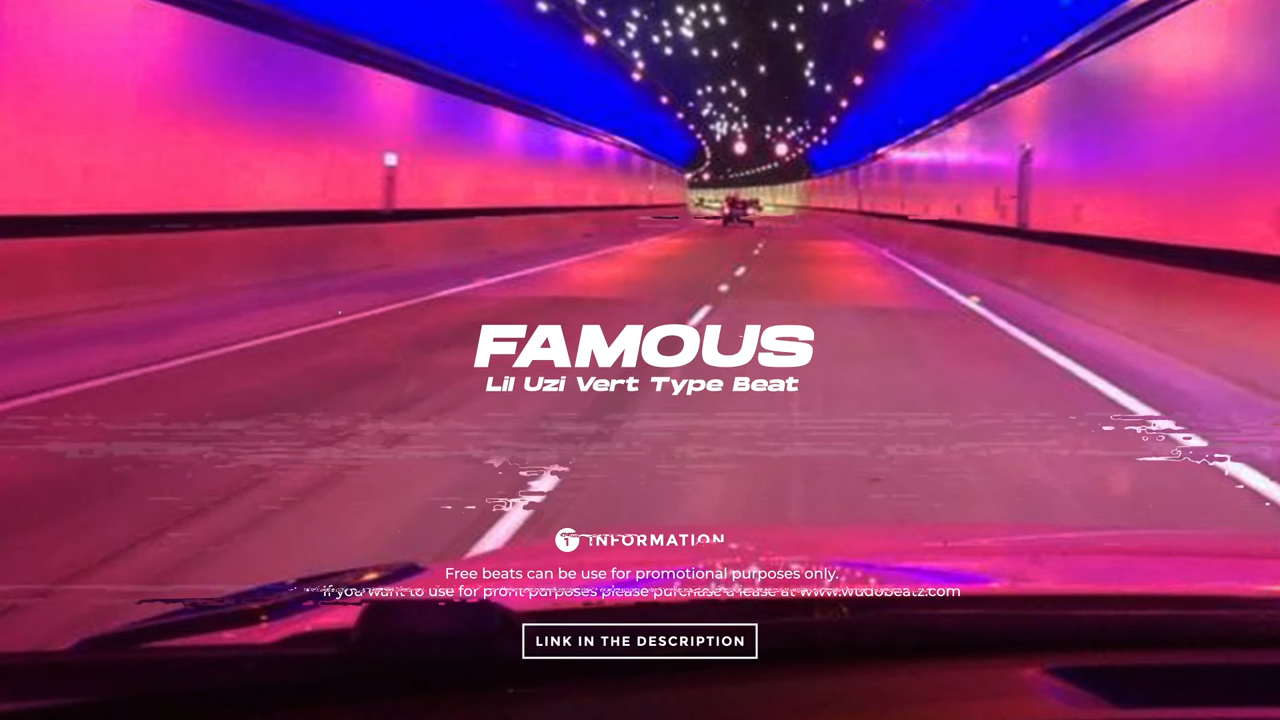 FAMOUS
Lil Uzi Vert Type Beat
INFORMATION
Free beats can be use for promotional purposes only.
If you want to use for profit purposes please purchase a lease at www.wudobeatz.com
LINK IN THE DESCRIPTION